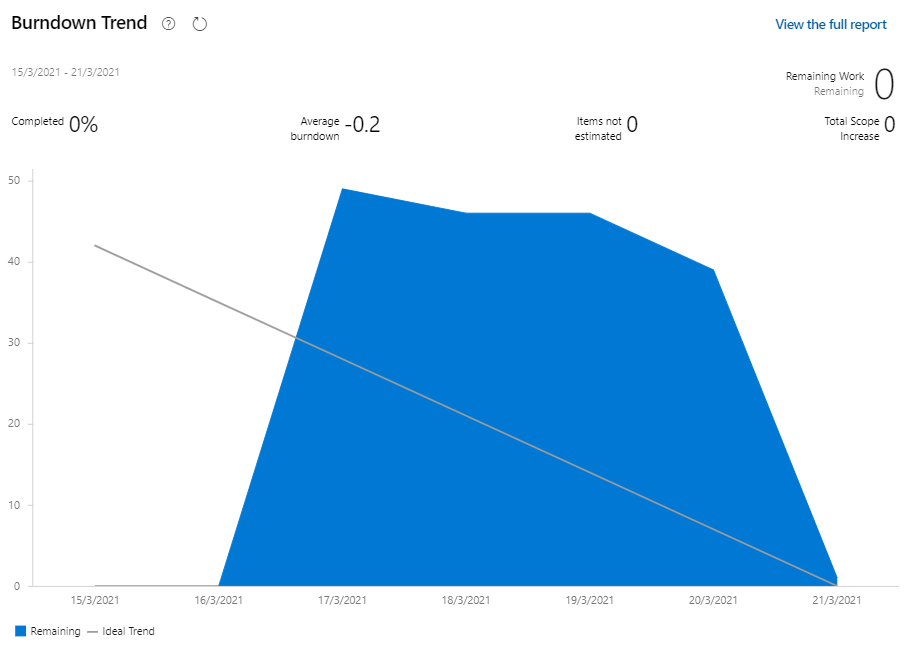 Burndown Trend
View the full report
15/3/2021 - 21/3/2021
Remaining Work 0
Remaining
Completed 0%
Average burndown -0.2
Items not estimated 0
Total Scope Increase 0
50
40
30
20
10
0
15/3/2021 16/3/2021 17/3/2021 18/3/2021 19/3/2021 20/3/2021 21/3/2021
Remaining Ideal Trend